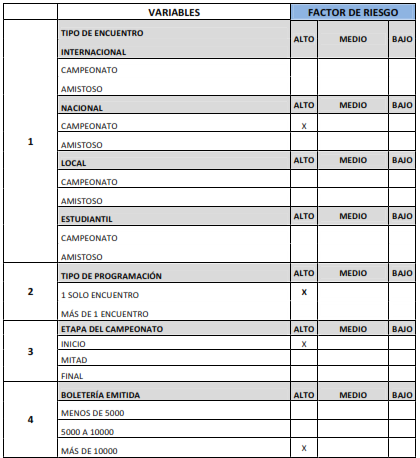 VARIABLES FACTOR DE RIESGO
TIPO DE ENCUENTRO ALTO MEDIO BAJO
INTERNACIONAL
CAMPEONATO
AMISTOSO
NACIONAL ALTO MEDIO BAJO
CAMPEONATO X
1
AMISTOSO
LOCAL ALTO MEDIO BAJO
CAMPEONATO
AMISTOSO
ESTUDIANTIL ALTO MEDIO BAJO
CAMPEONATO
AMISTOSO
TIPO DE PROGRAMACIÓN ALTO MEDIO BAJO
2 1 SOLO ENCUENTRO X
MÁS DE 1 ENCUENTRO
ETAPA DEL CAMPEONATO ALTO MEDIO BAJO
INICIO X
3 MITAD
FINAL
BOLETERÍA EMITIDA ALTO MEDIO BAJO
MENOS DE 5000
4
5000 A 10000
MÁS DE 10000 X